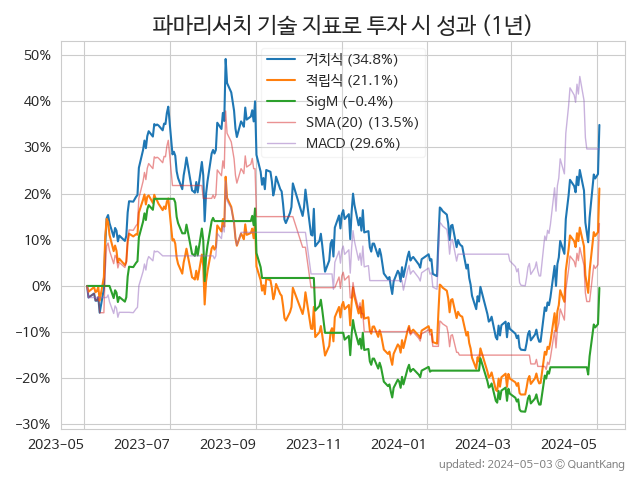 파마리서치 기술 지표로 투자 시 성과 (1년)
거치식 (34.8%)
적립식 (21.1%)
SigM (-0.4%)
SMA(20) (13.5%)
MACD (29.6%)
50%
40%
30%
20%
10%
0%
-10%
-20%
-30%
2023-05 2023-07 2023-09 2023-11 2024-01 2024-03 2024-05
updated: 2024-05-03 © QuantKang